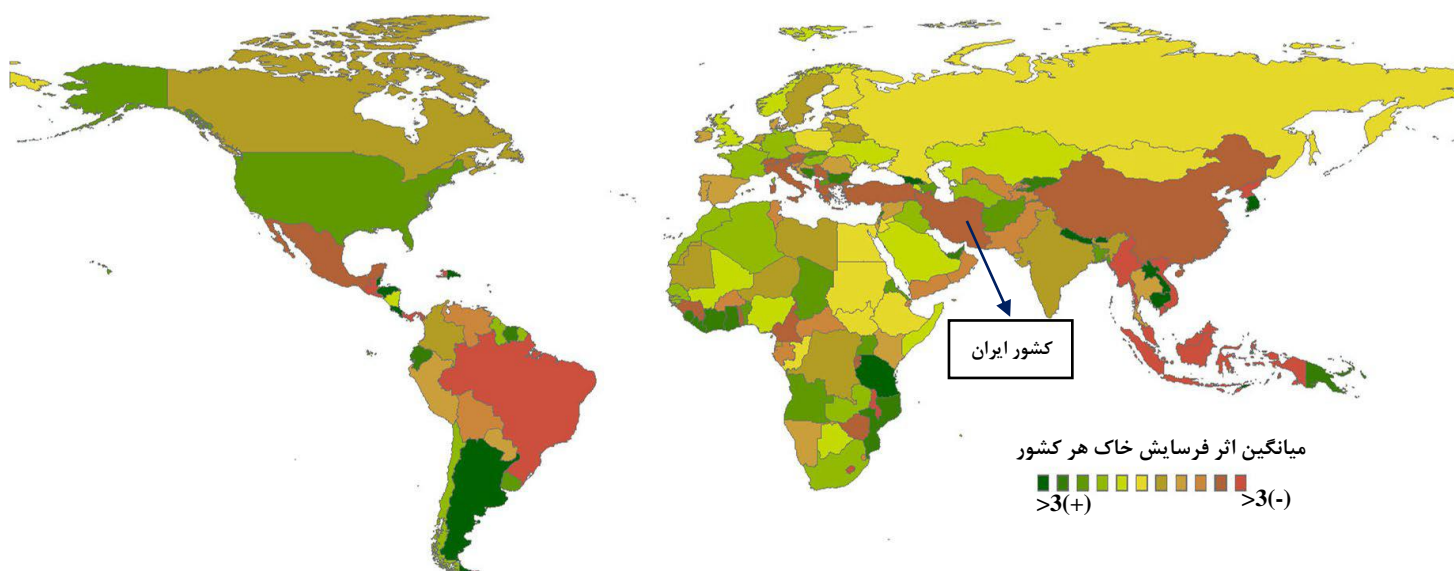 کشور ایران
میانگین اثر فرسایش خاک هر کشور
>3(+)
>3(-)